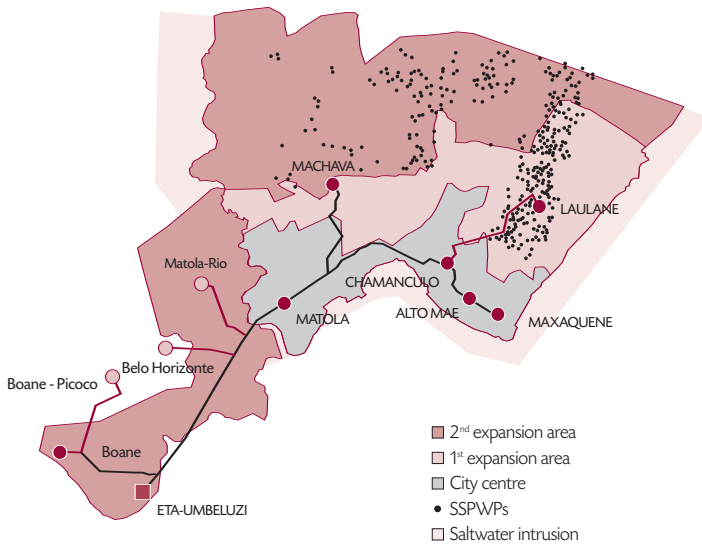 MACHAVA
LAULANE
Matola-Rio
CHAMANCULO
MATOLA
ALTO MAE
MAXAQUENE
Belo Horizonte
Boane - Picoco
Boane
ETA-UMBELUZI
2nd expansion area
1st expansion area
City centre
SSPWPs
Saltwater intrusion